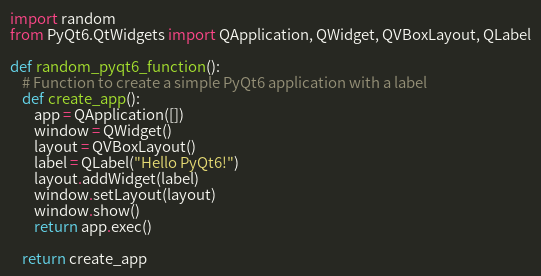 import random
from PyQt6.QtWidgets import QApplication, QWidget, QVBoxLayout, QLabel

def random_pyqt6_function():
    # Function to create a simple PyQt6 application with a label
    def create_app():
        app = QApplication([])
        window = QWidget()
        layout = QVBoxLayout()
        label = QLabel("Hello PyQt6!")
        layout.addWidget(label)
        window.setLayout(layout)
        window.show()
        return app.exec()

    return create_app